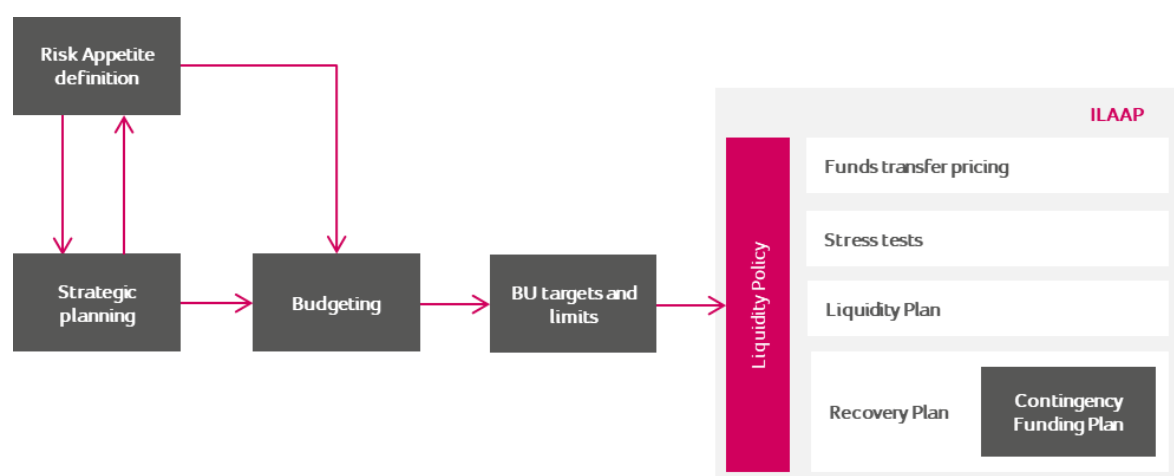 Risk Appetite
definition
ILAAP
Funds transfer pricing
Stress tests
Liquidity Policy
Strategic
planning
Budgeting
BU targets and
limits
Liquidity Plan
Recovery Plan
Contingency
Funding Plan